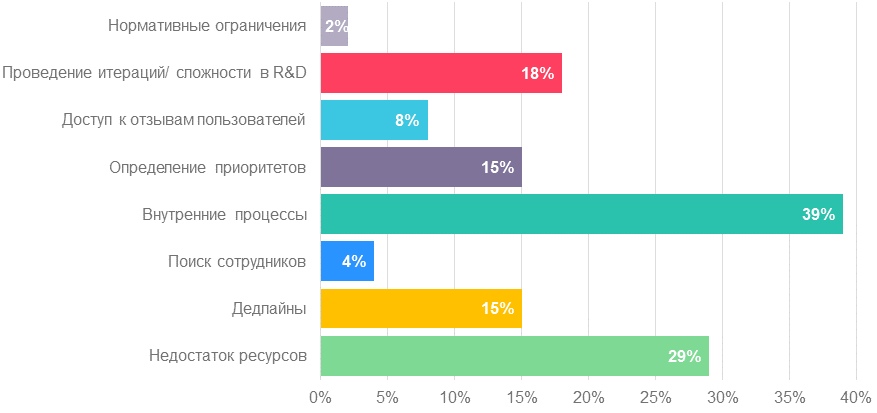 Нормативные ограничения
2%
Проведение итераций/ сложности в R&D
18%
Доступ к отзывам пользователей
8%
Определение приоритетов
15%
Внутренние процессы
39%
Поиск сотрудников
4%
Дедлайны
15%
Недостаток ресурсов
29%
0% 5% 10% 15% 20% 25% 30% 35% 40%